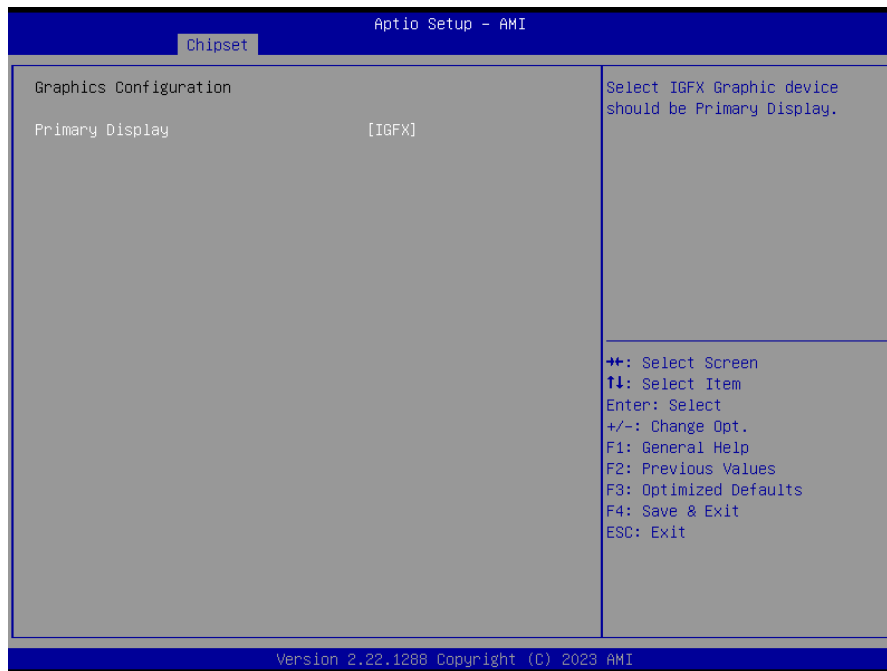 Aptio Setup – AMI
Chipset
Graphics Configuration
Primary Display [IGFX]
Select IGFX Graphic device
should be Primary Display.
→←: Select Screen
↑↓: Select Item
Enter: Select
+/-: Change Opt.
F1: General Help
F2: Previous Values
F3: Optimized Defaults
F4: Save & Exit
ESC: Exit
Version 2.22.1288 Copyright (C) 2023 AMI